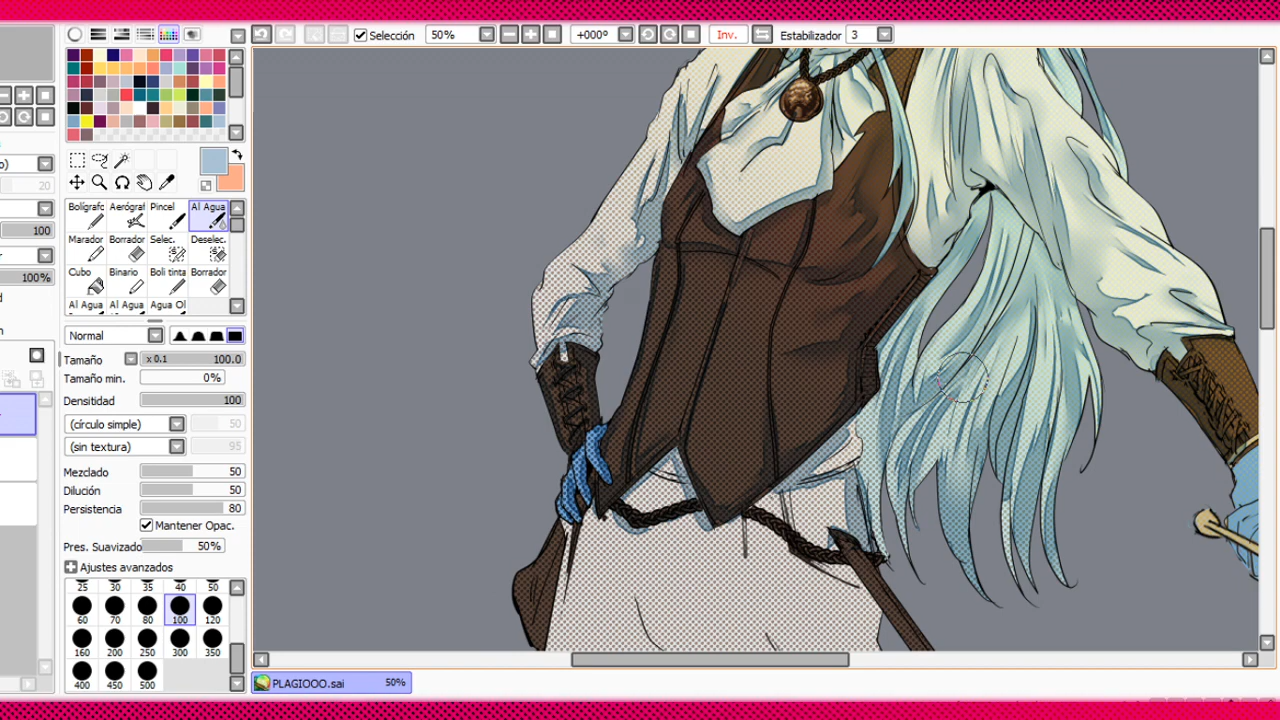 Selección 50% +000º Inv. Estabilizador 3
o)
20
100
100%
Bolígrafc Aerógraf Pincel Al Agua
Marador Borrador Selec. Deselec.
Cubo Binario Boli tinta Borrador
Al Agua Al Agua Agua Ol
Normal
Tamaño x 0.1 100.0
Tamaño min. 0%
Densitidad 100
(círculo simple) 50
(sin textura) 95
Mezclado 50
Dilución 50
Persistencia 80
Mantener Opac.
Pres. Suavizado 50%
Ajustes avanzados
25 30 35 40 50
60 70 80 100 120
160 200 250 300 350
400 450 500
PLAGIOOO.sai 50%